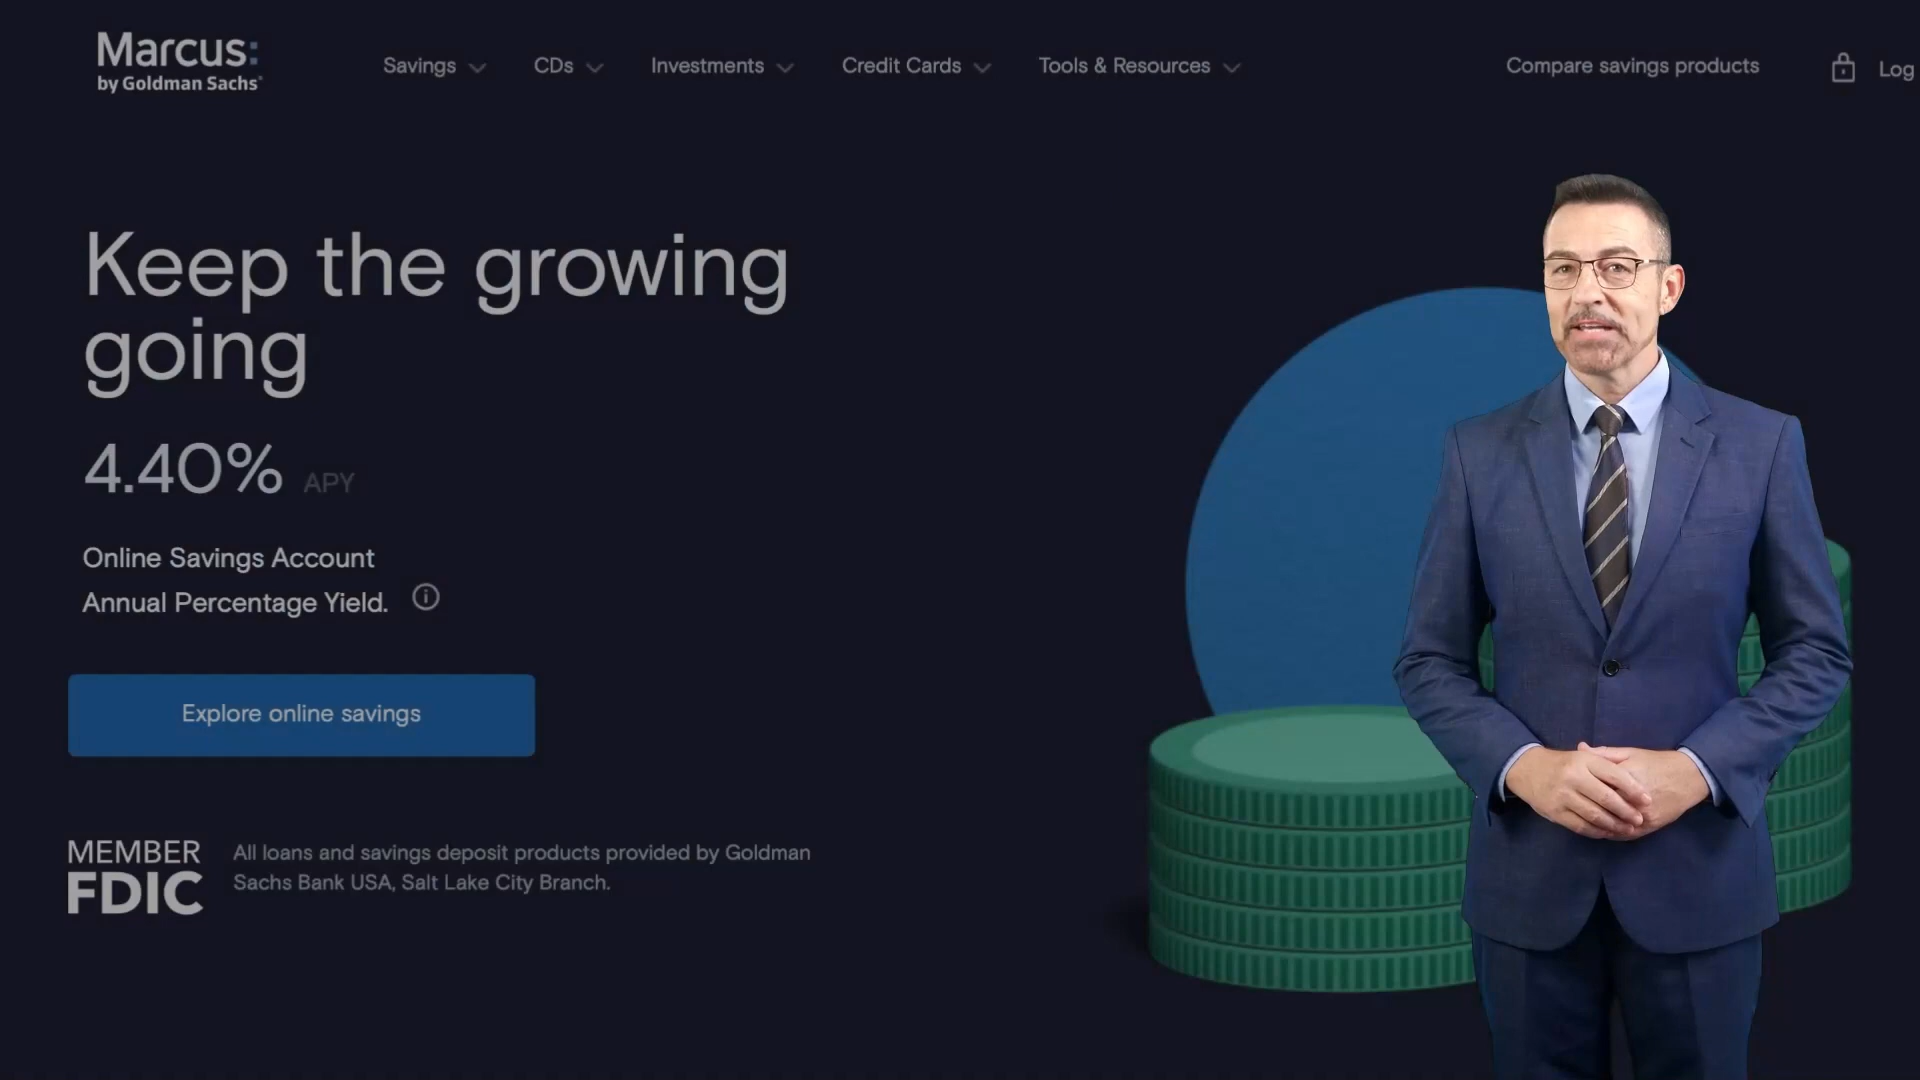 Marcus:
by Goldman Sachs®
Savings
CDs
Investments
Credit Cards
Tools & Resources
Compare savings products
Log
Keep the growing
going
4.40% APY
Online Savings Account
Annual Percentage Yield.
Explore online savings
MEMBER
FDIC
All loans and savings deposit products provided by Goldman
Sachs Bank USA, Salt Lake City Branch.